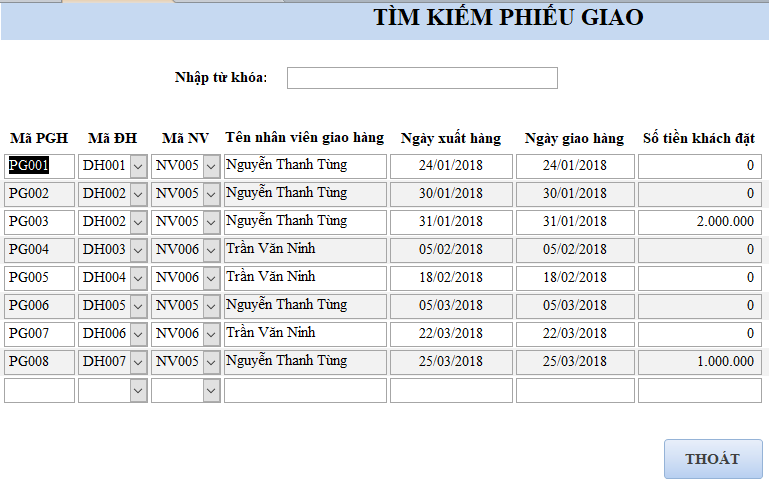 TÌM KIẾM PHIẾU GIAO
Nhập từ khóa:
Mã PGH Mã ĐH Mã NV Tên nhân viên giao hàng Ngày xuất hàng Ngày giao hàng Số tiền khách đặt
PG001 DH001 NV005 Nguyễn Thanh Tùng 24/01/2018 24/01/2018 0
PG002 DH002 NV005 Nguyễn Thanh Tùng 30/01/2018 30/01/2018 0
PG003 DH002 NV005 Nguyễn Thanh Tùng 31/01/2018 31/01/2018 2.000.000
PG004 DH003 NV006 Trần Văn Ninh 05/02/2018 05/02/2018 0
PG005 DH004 NV006 Trần Văn Ninh 18/02/2018 18/02/2018 0
PG006 DH005 NV005 Nguyễn Thanh Tùng 05/03/2018 05/03/2018 0
PG007 DH006 NV006 Trần Văn Ninh 22/03/2018 22/03/2018 0
PG008 DH007 NV005 Nguyễn Thanh Tùng 25/03/2018 25/03/2018 1.000.000
THOÁT